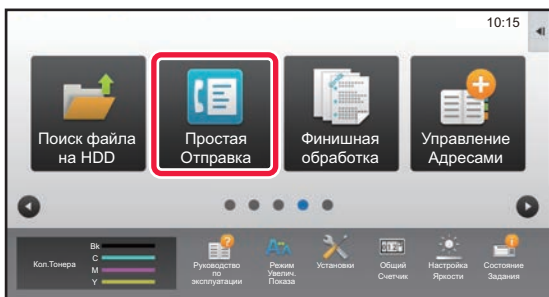 10:15
Поиск файла
на HDD
Простая
Отправка
Финишная
обработка
Управление
Адресами
Кол.Тонера
Bk
C
M
Y
Руководство
по
эксплуатации
Режим
Увелич.
Показа
Установки
Общий
Счетчик
Настройка
Яркости
Состояние
Задания